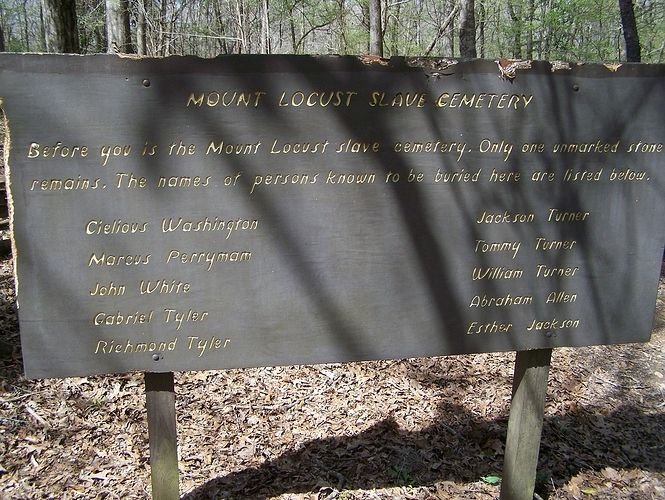 MOUNT LOCUST SLAVE CEMETERY
Before you is the Mount Locust slave cemetery. Only one unmarked stone
remains. The names of persons known to be buried here are listed below.
Cielious Washington
Marcus Perrymam
John White
Gabriel Tyler
Richmond Tyler
Jackson Turner
Tommy Turner
William Turner
Abraham Allen
Esther Jackson